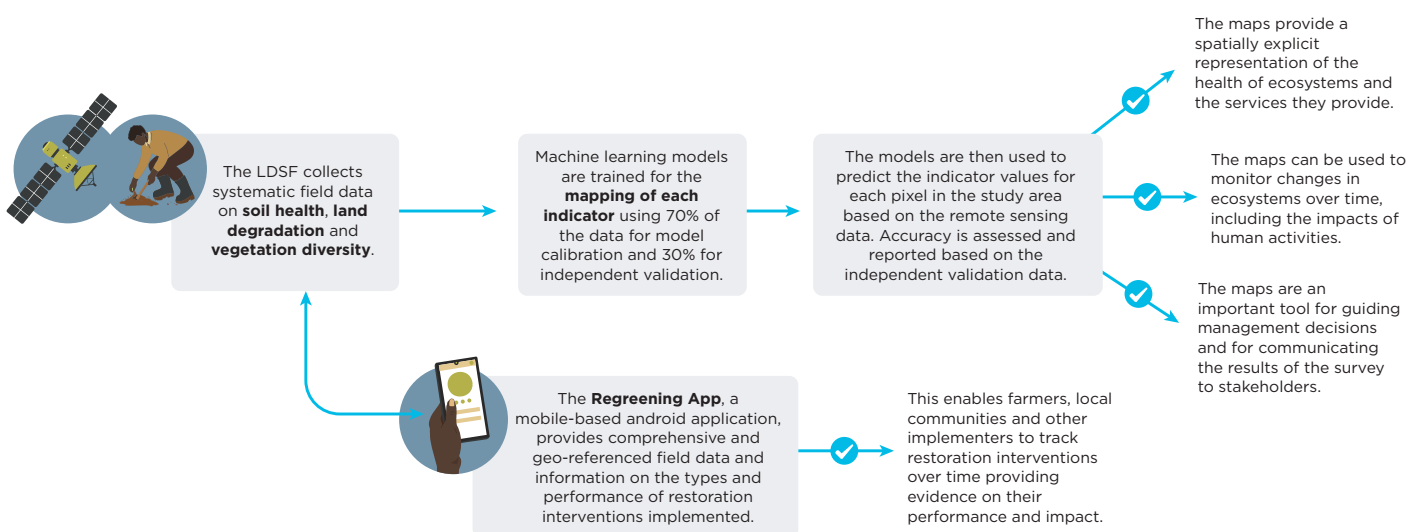 The LDSF collects
systematic field data
on soil health, land
degradation and
vegetation diversity.
Machine learning models
are trained for the
mapping of each
indicator using 70% of
the data for model
calibration and 30% for
independent validation.
The models are then used to
predict the indicator values for
each pixel in the study area
based on the remote sensing
data. Accuracy is assessed and
reported based on the
independent validation data.
The maps provide a
spatially explicit
representation of the
health of ecosystems and
the services they provide.
The maps can be used to
monitor changes in
ecosystems over time,
including the impacts of
human activities.
The maps are an
important tool for guiding
management decisions
and for communicating
the results of the survey
to stakeholders.
The Regreening App, a
mobile-based android application,
provides comprehensive and
geo-referenced field data and
information on the types and
performance of restoration
interventions implemented.
This enables farmers, local
communities and other
implementers to track
restoration interventions
over time providing
evidence on their
performance and impact.